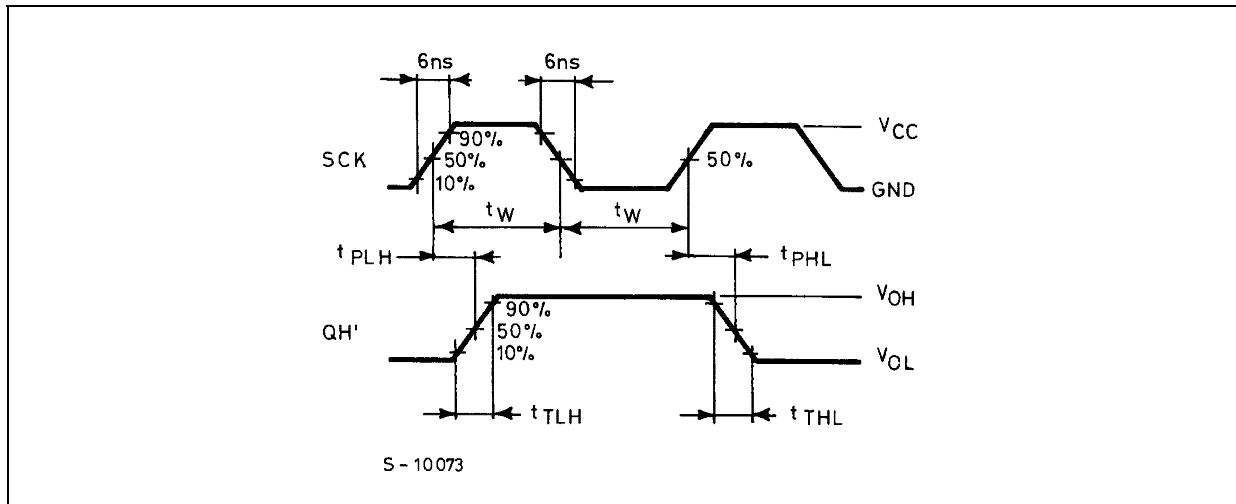 6ns 6ns
VCC
90%
SCK 50% 50%
10%
GND
tW tW
tPLH tPHL
VOH
90%
QH' 50%
10%
VOL
tTLH tTHL
S-10073